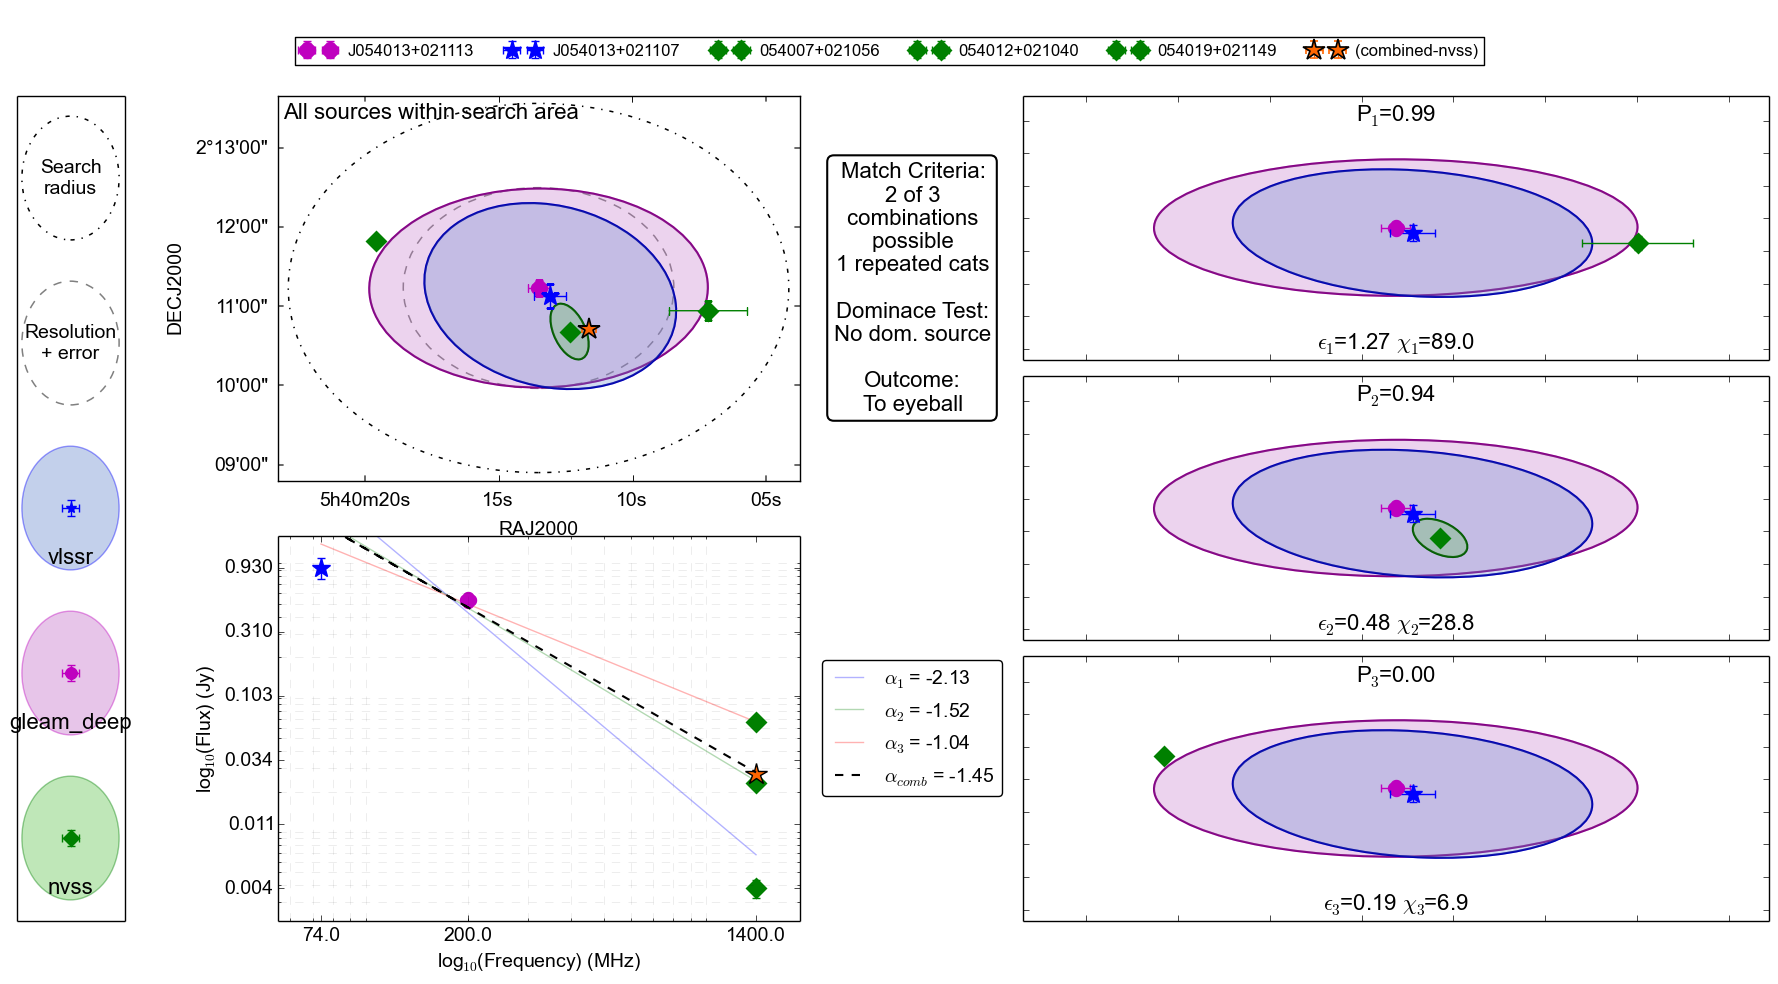 J054013+021113 J054013+021107 054007+021056 054012+021040 054019+021149 (combined-nvss)
Search
radius
Resolution
+ error
vlssr
gleam_deep
nvss
All sources within search area
DECJ2000
2°13'00"
12'00"
11'00"
10'00"
09'00"
5h40m20s 15s 10s 05s
RAJ2000
Match Criteria:
2 of 3
combinations
possible
1 repeated cats
Dominace Test:
No dom. source
Outcome:
To eyeball
log₁₀(Flux) (Jy)
0.930
0.310
0.103
0.034
0.011
0.004
74.0 200.0 1400.0
log₁₀(Frequency) (MHz)
α₁ = -2.13
α₂ = -1.52
α₃ = -1.04
α_comb = -1.45
P₁=0.99
ϵ₁=1.27 χ₁=89.0
P₂=0.94
ϵ₂=0.48 χ₂=28.8
P₃=0.00
ϵ₃=0.19 χ₃=6.9